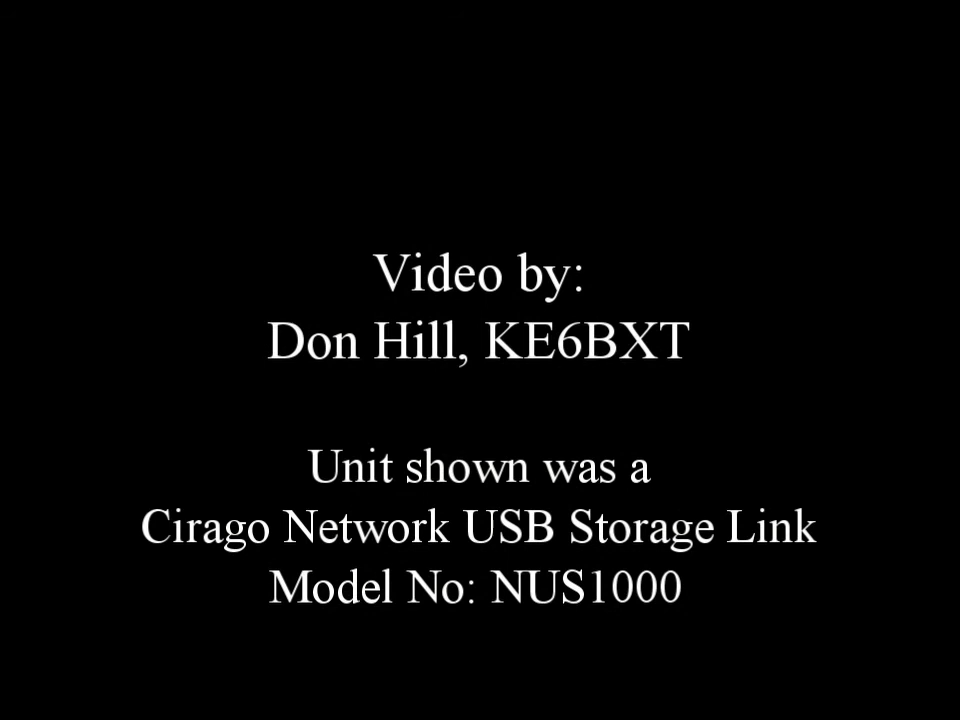 Video by:
Don Hill, KE6BXT
Unit shown was a
Cirago Network USB Storage Link
Model No: NUS1000